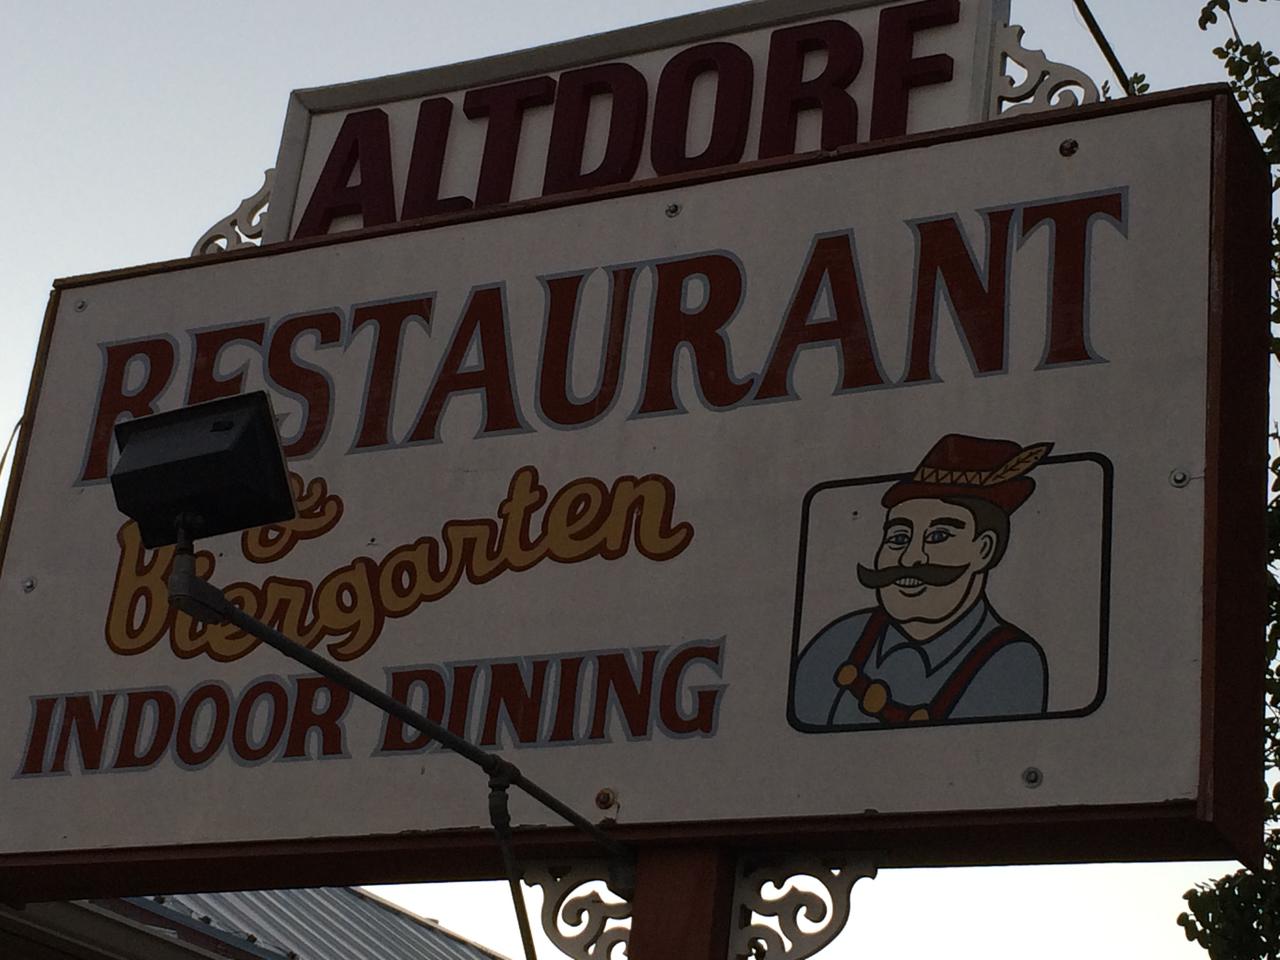 ALTDORF
RESTAURANT
&
Biergarten
INDOOR DINING